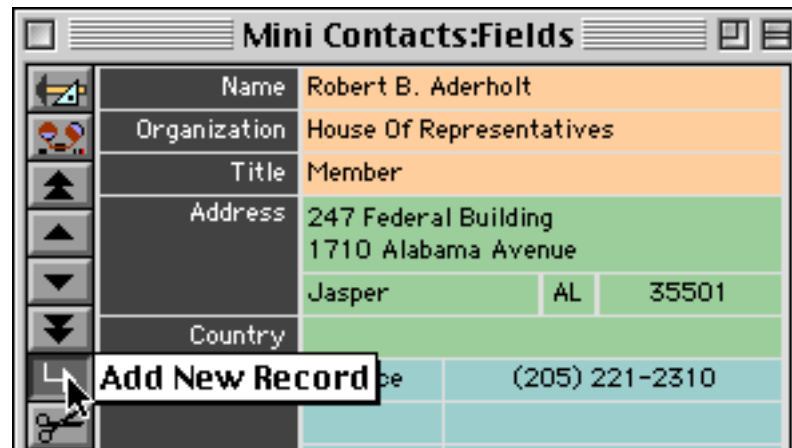 Mini Contacts:Fields
Name Robert B. Aderholt
Organization House Of Representatives
Title Member
Address 247 Federal Building
1710 Alabama Avenue
Jasper AL 35501
Country
Add New Record
(205) 221-2310